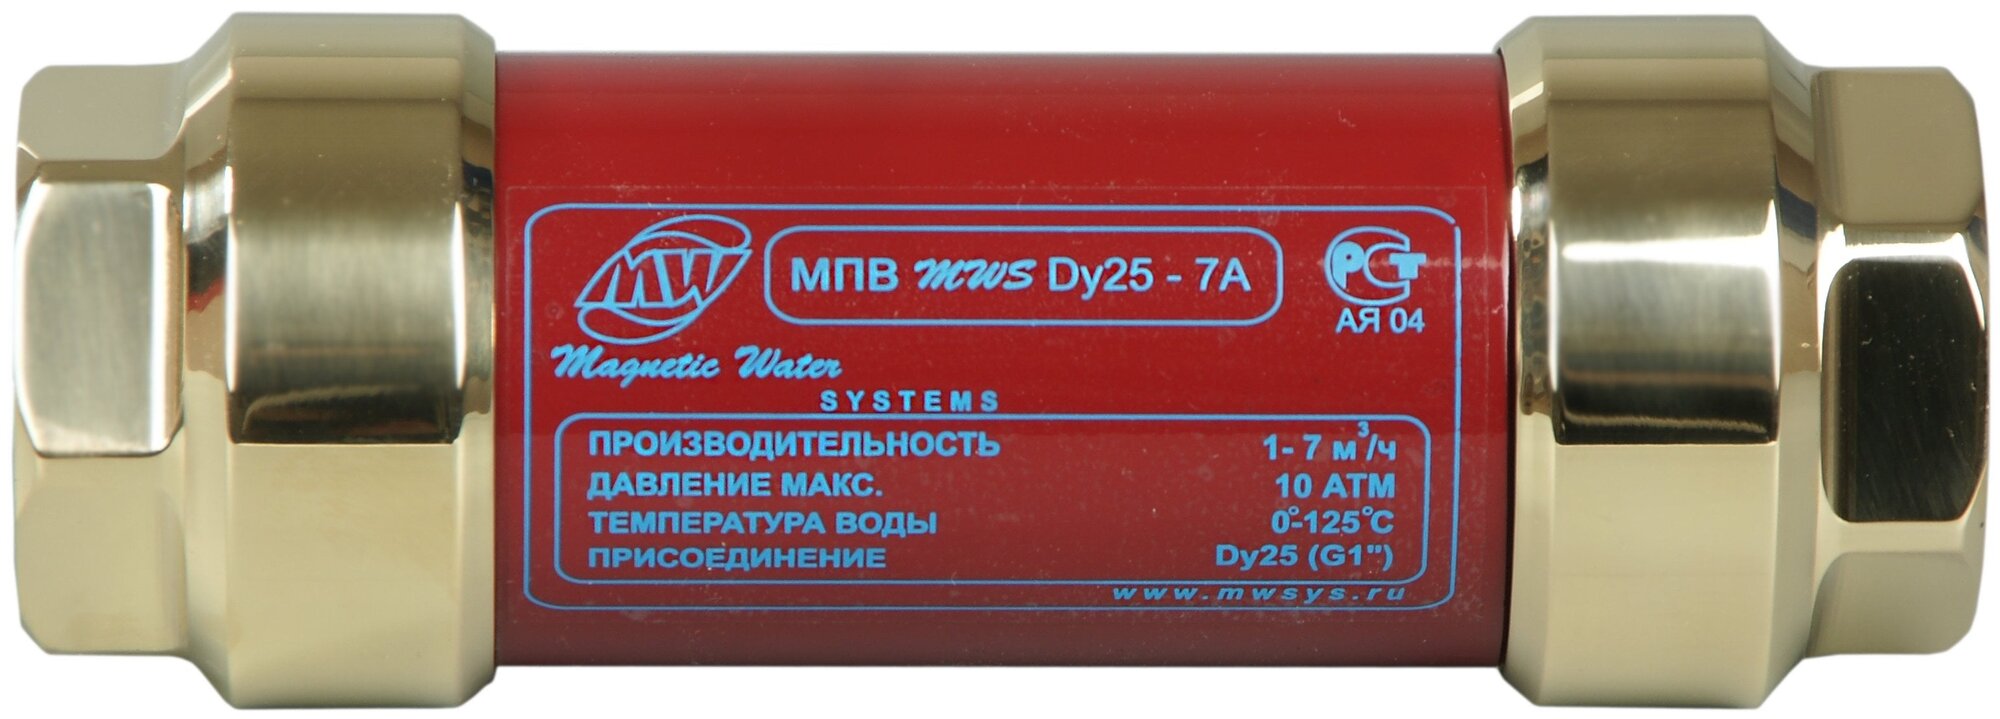 MW
МПВ MWS Dy25 - 7A
РСТ
АЯ 04
Magnetic Water
SYSTEMS
ПРОИЗВОДИТЕЛЬНОСТЬ 1- 7 м³/ч
ДАВЛЕНИЕ МАКС. 10 АТМ
ТЕМПЕРАТУРА ВОДЫ 0°-125°С
ПРИСОЕДИНЕНИЕ Dy25 (G1")
www.mwsys.ru